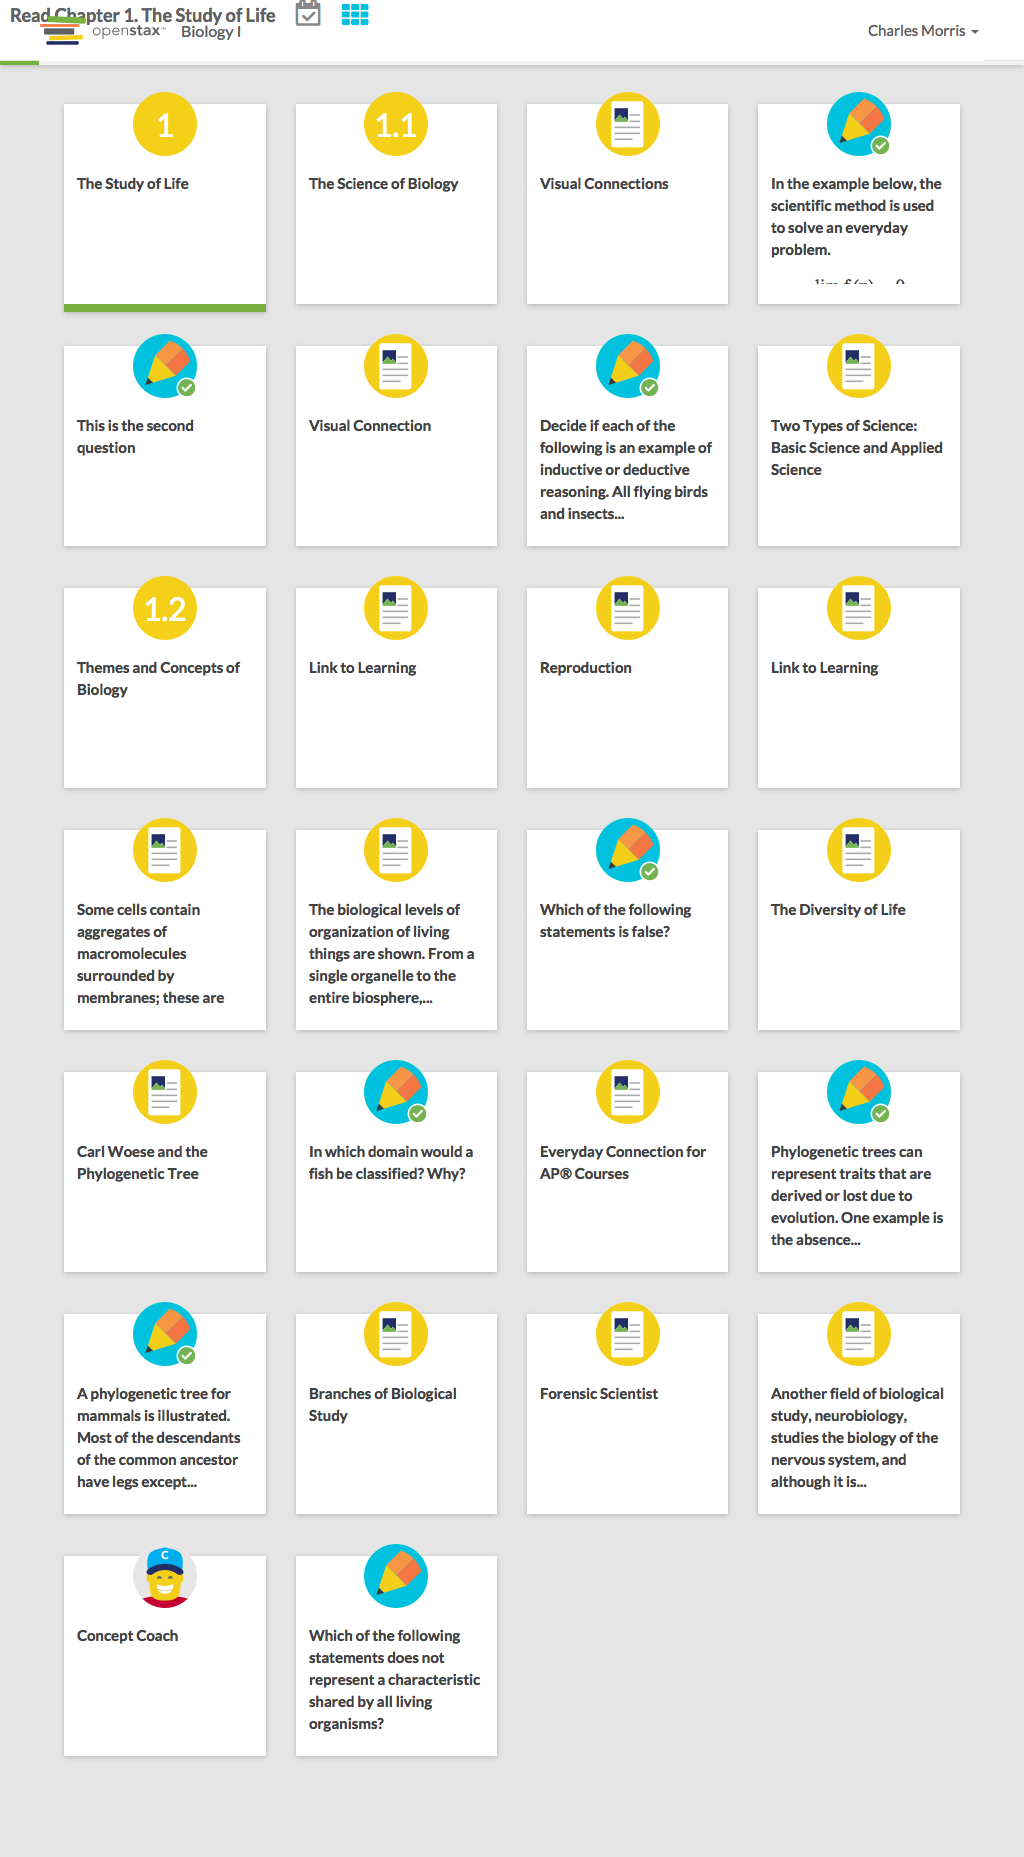 Read Chapter 1. The Study of Life
openstax™ Biology I
Charles Morris
1
The Study of Life
1.1
The Science of Biology
Visual Connections
In the example below, the
scientific method is used
to solve an everyday
problem.
This is the second
question
Visual Connection
Decide if each of the
following is an example of
inductive or deductive
reasoning. All flying birds
and insects...
Two Types of Science:
Basic Science and Applied
Science
1.2
Themes and Concepts of
Biology
Link to Learning
Reproduction
Link to Learning
Some cells contain
aggregates of
macromolecules
surrounded by
membranes; these are
The biological levels of
organization of living
things are shown. From a
single organelle to the
entire biosphere,...
Which of the following
statements is false?
The Diversity of Life
Carl Woese and the
Phylogenetic Tree
In which domain would a
fish be classified? Why?
Everyday Connection for
AP® Courses
Phylogenetic trees can
represent traits that are
derived or lost due to
evolution. One example is
the absence...
A phylogenetic tree for
mammals is illustrated.
Most of the descendants
of the common ancestor
have legs except...
Branches of Biological
Study
Forensic Scientist
Another field of biological
study, neurobiology,
studies the biology of the
nervous system, and
although it is...
C
Concept Coach
Which of the following
statements does not
represent a characteristic
shared by all living
organisms?